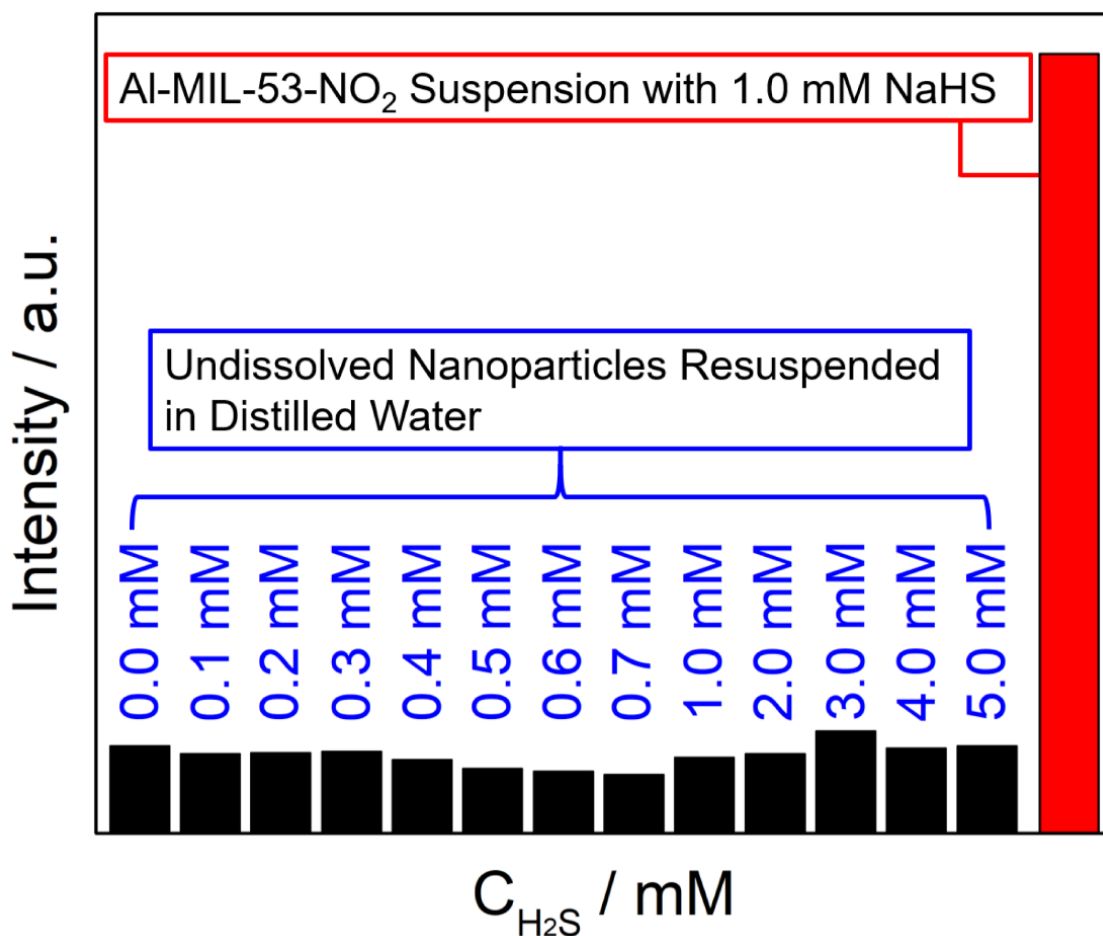 Al-MIL-53-NO₂ Suspension with 1.0 mM NaHS
Undissolved Nanoparticles Resuspended
in Distilled Water
0.0 mM
0.1 mM
0.2 mM
0.3 mM
0.4 mM
0.5 mM
0.6 mM
0.7 mM
1.0 mM
2.0 mM
3.0 mM
4.0 mM
5.0 mM
Intensity / a.u.
C_H₂S / mM